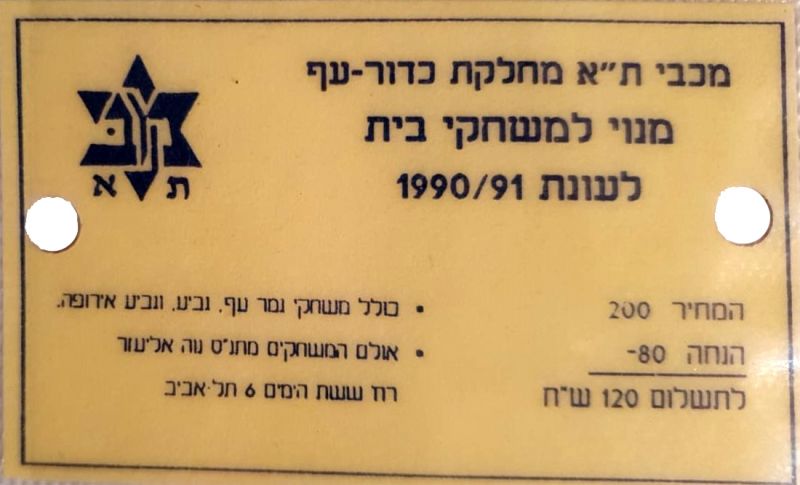 מכבי ת"א מחלקת כדור-עף
מנוי למשחקי בית
לעונת 1990/91
מכבי
ת א
המחיר 200
הנחה 80-
לתשלום 120 ש"ח
• כולל משחקי גמר עף, גביע, וגביע אירופה.
• אולם המשחקים מתנ"ס נוה אליעזר
רח ששת הימים 6 תל-אביב